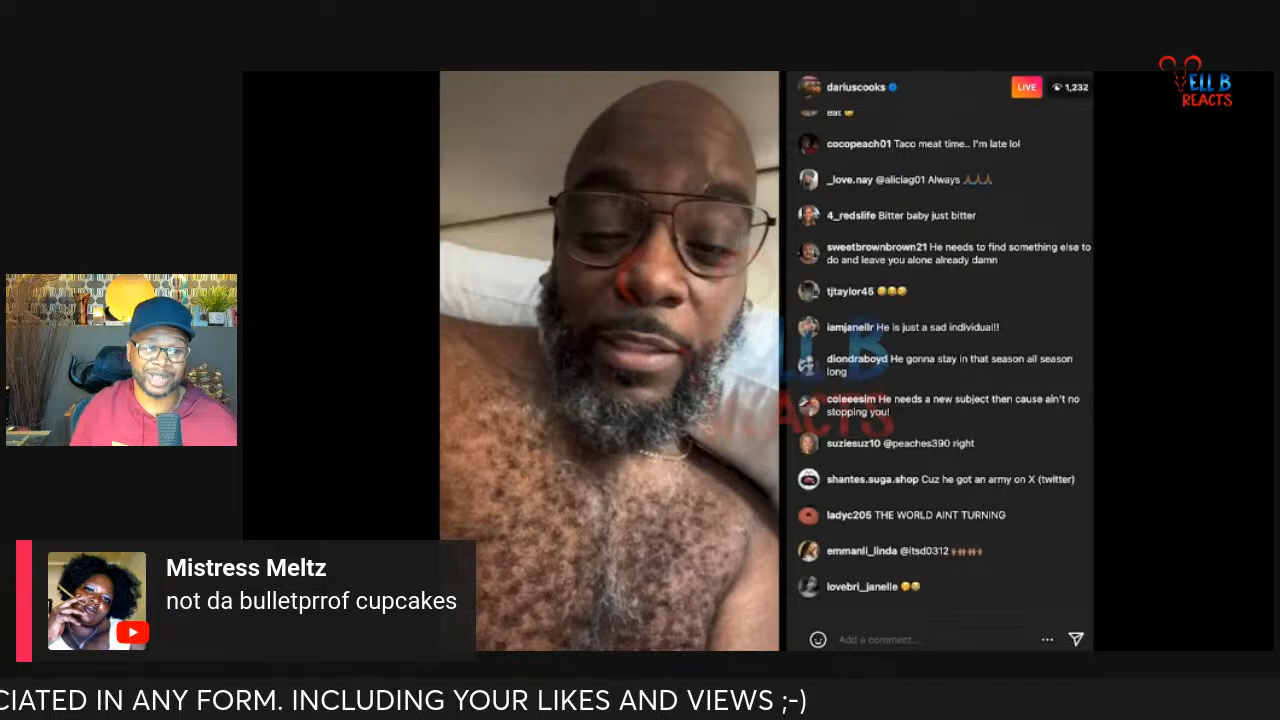 ELL B
REACTS
dariuscooks
LIVE
1,232
cocopeach01 Taco meat time.. I'm late lol
_love.nay @aliciag01 Always
4_redslife Bitter baby just bitter
sweetbrownbrown21 He needs to find something else to
do and leave you alone already damn
tjtaylor45
iamjanellr He is just a sad individual!!
diondraboyd He gonna stay in that season all season
long
coleeesim He needs a new subject then cause ain't no
stopping you!
suziesuz10 @peaches390 right
shantes.suga.shop Cuz he got an army on X (twitter)
ladyc205 THE WORLD AINT TURNING
emmanli_linda @itsd0312
lovebri_janelle
Add a comment...
ELL B
REACTS
Mistress Meltz
not da bulletprrof cupcakes
CIATED IN ANY FORM. INCLUDING YOUR LIKES AND VIEWS ;-)